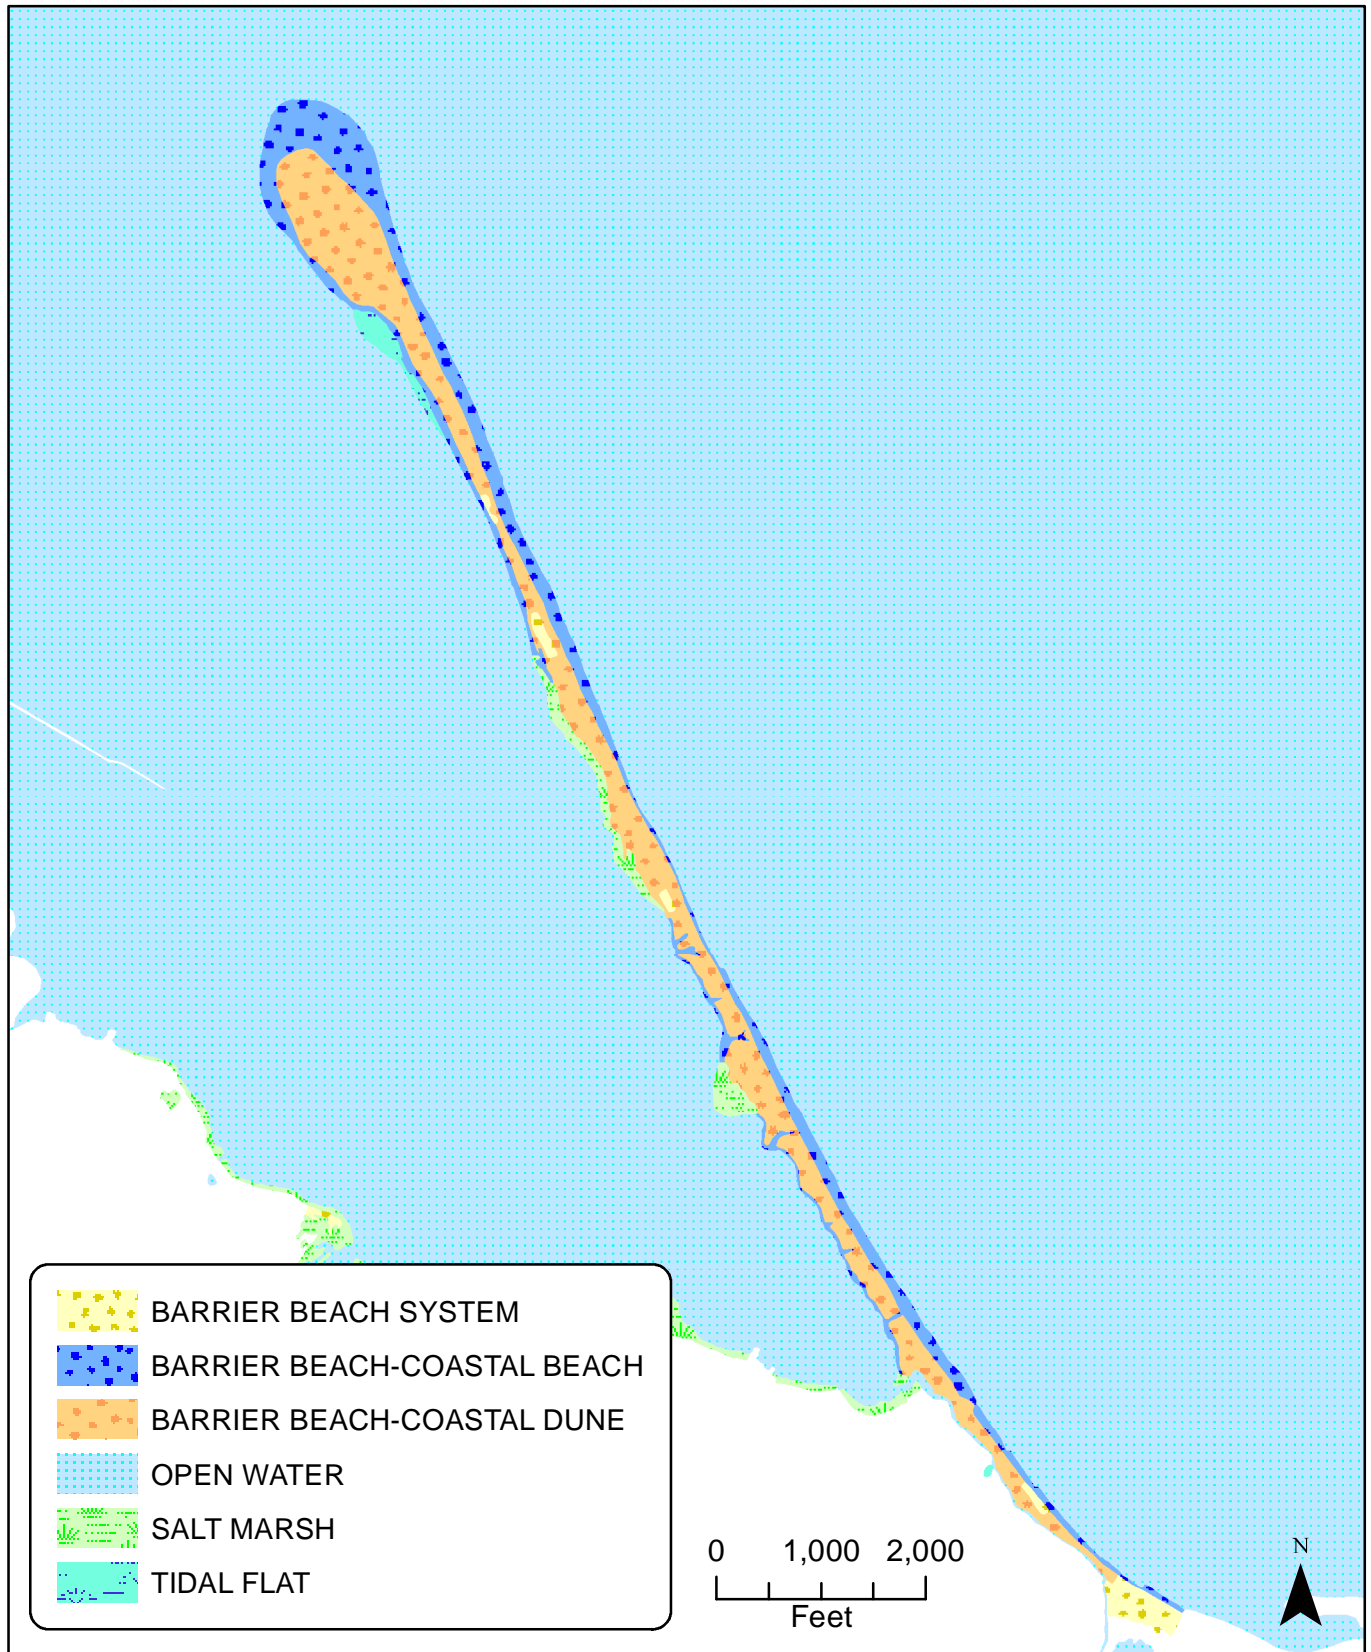 BARRIER BEACH SYSTEM
BARRIER BEACH-COASTAL BEACH
BARRIER BEACH-COASTAL DUNE
OPEN WATER
SALT MARSH
TIDAL FLAT
0 1,000 2,000
Feet
N